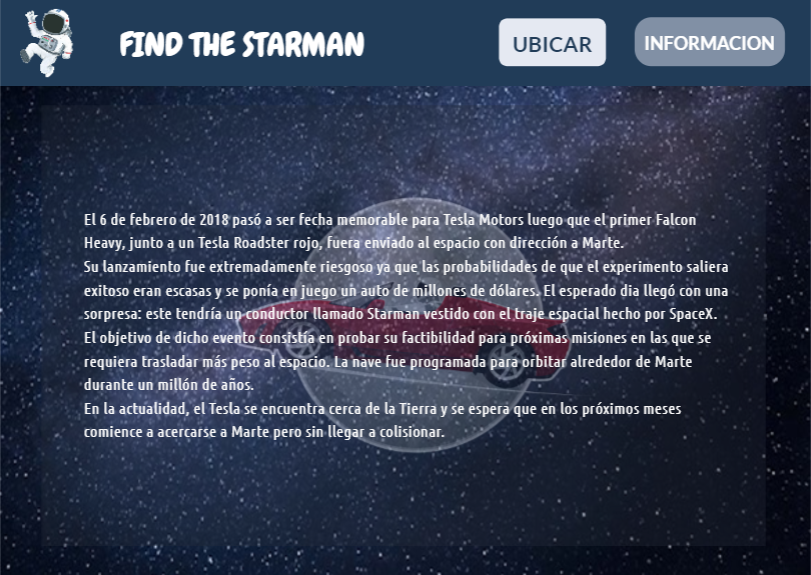 FIND THE STARMAN
UBICAR
INFORMACION
El 6 de febrero de 2018 pasó a ser fecha memorable para Tesla Motors luego que el primer Falcon
Heavy, junto a un Tesla Roadster rojo, fuera enviado al espacio con dirección a Marte.
Su lanzamiento fue extremadamente riesgoso ya que las probabilidades de que el experimento saliera
exitoso eran escasas y se ponía en juego un auto de millones de dólares. El esperado dia llegó con una
sorpresa: este tendría un conductor llamado Starman vestido con el traje espacial hecho por SpaceX.
El objetivo de dicho evento consistía en probar su factibilidad para próximas misiones en las que se
requiera trasladar más peso al espacio. La nave fue programada para orbitar alrededor de Marte
durante un millón de años.
En la actualidad, el Tesla se encuentra cerca de la Tierra y se espera que en los próximos meses
comience a acercarse a Marte pero sin llegar a colisionar.